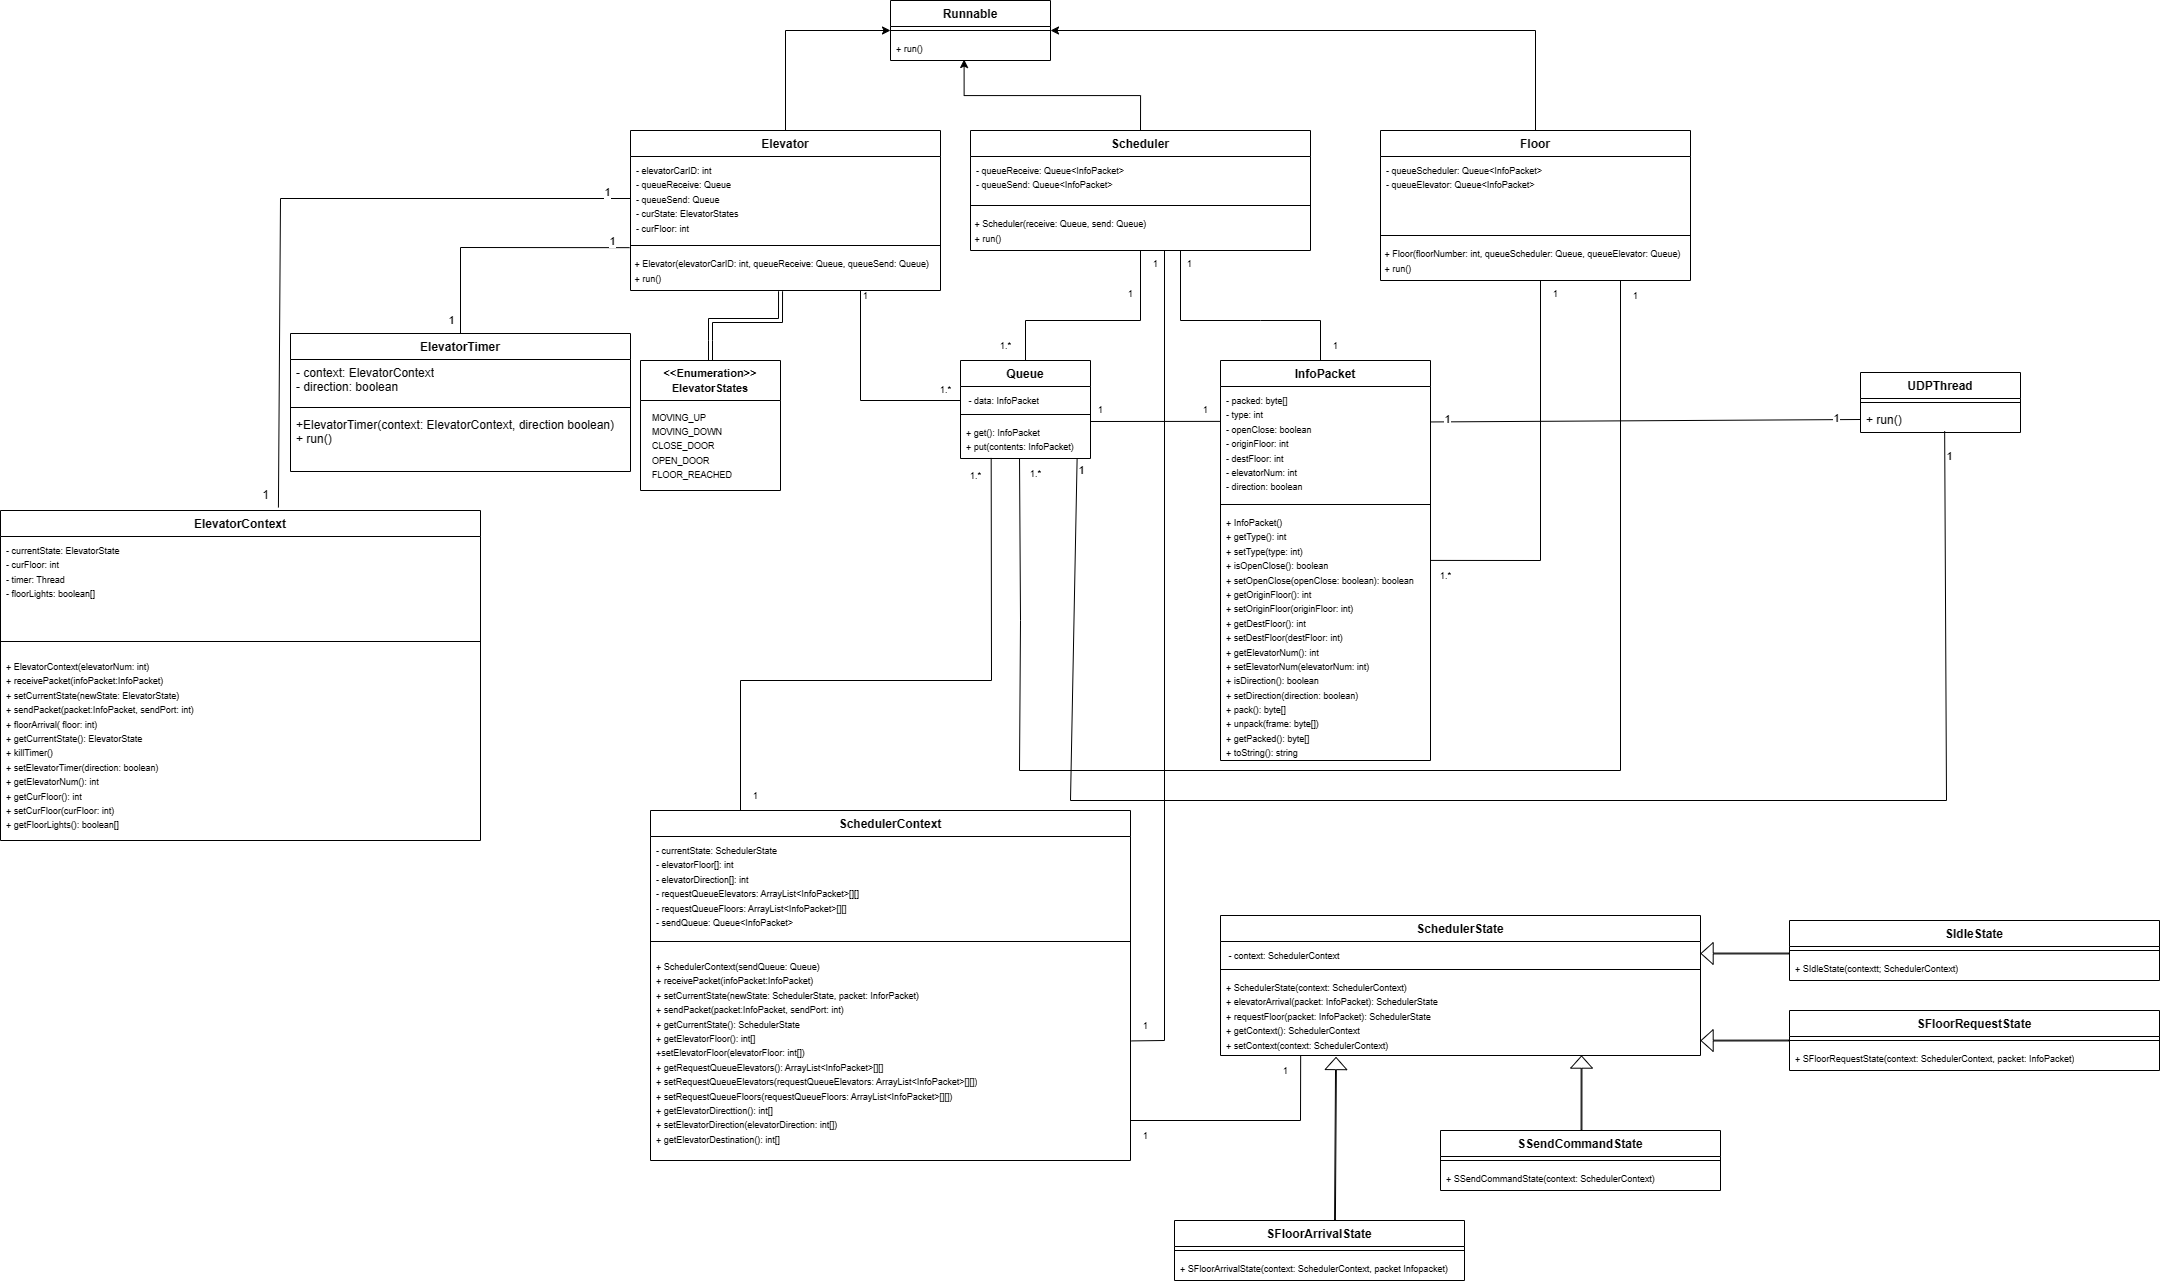 Runnable
+ run()
Elevator
- elevatorCarID: int
- queueReceive: Queue
- queueSend: Queue
- curState: ElevatorStates
- curFloor: int
+ Elevator(elevatorCarID: int, queueReceive: Queue, queueSend: Queue)
+ run()
Scheduler
- queueReceive: Queue<InfoPacket>
- queueSend: Queue<InfoPacket>
+ Scheduler(receive: Queue, send: Queue)
+ run()
Floor
- queueScheduler: Queue<InfoPacket>
- queueElevator: Queue<InfoPacket>
+ Floor(floorNumber: int, queueScheduler: Queue, queueElevator: Queue)
+ run()
1
1
1
1
1
1
1
1
1
1
ElevatorTimer
- context: ElevatorContext
- direction: boolean
+ElevatorTimer(context: ElevatorContext, direction boolean)
+ run()
<<Enumeration>>
ElevatorStates
MOVING_UP
MOVING_DOWN
CLOSE_DOOR
OPEN_DOOR
FLOOR_REACHED
1.*
1.*
1
Queue
- data: InfoPacket
+ get(): InfoPacket
+ put(contents: InfoPacket)
1
1
1.*
1.*
1
InfoPacket
- packed: byte[]
- type: int
- openClose: boolean
- originFloor: int
- destFloor: int
- elevatorNum: int
- direction: boolean
+ InfoPacket()
+ getType(): int
+ setType(type: int)
+ isOpenClose(): boolean
+ setOpenClose(openClose: boolean): boolean
+ getOriginFloor(): int
+ setOriginFloor(originFloor: int)
+ getDestFloor(): int
+ setDestFloor(destFloor: int)
+ getElevatorNum(): int
+ setElevatorNum(elevatorNum: int)
+ isDirection(): boolean
+ setDirection(direction: boolean)
+ pack(): byte[]
+ unpack(frame: byte[])
+ getPacked(): byte[]
+ toString(): string
1
1
1.*
UDPThread
+ run()
1
ElevatorContext
- currentState: ElevatorState
- curFloor: int
- timer: Thread
- floorLights: boolean[]
+ ElevatorContext(elevatorNum: int)
+ receivePacket(infoPacket:InfoPacket)
+ setCurrentState(newState: ElevatorState)
+ sendPacket(packet:InfoPacket, sendPort: int)
+ floorArrival( floor: int)
+ getCurrentState(): ElevatorState
+ killTimer()
+ setElevatorTimer(direction: boolean)
+ getElevatorNum(): int
+ getCurFloor(): int
+ setCurFloor(curFloor: int)
+ getFloorLights(): boolean[]
1
SchedulerContext
- currentState: SchedulerState
- elevatorFloor[]: int
- elevatorDirection[]: int
- requestQueueElevators: ArrayList<InfoPacket>[][]
- requestQueueFloors: ArrayList<InfoPacket>[][]
- sendQueue: Queue<InfoPacket>
+ SchedulerContext(sendQueue: Queue)
+ receivePacket(infoPacket:InfoPacket)
+ setCurrentState(newState: SchedulerState, packet: InforPacket)
+ sendPacket(packet:InfoPacket, sendPort: int)
+ getCurrentState(): SchedulerState
+ getElevatorFloor(): int[]
+setElevatorFloor(elevatorFloor: int[])
+ getRequestQueueElevators(): ArrayList<InfoPacket>[][]
+ setRequestQueueElevators(requestQueueElevators: ArrayList<InfoPacket>[][])
+ setRequestQueueFloors(requestQueueFloors: ArrayList<InfoPacket>[][])
+ getElevatorDirecttion(): int[]
+ setElevatorDirection(elevatorDirection: int[])
+ getElevatorDestination(): int[]
1
1
1
SchedulerState
- context: SchedulerContext
+ SchedulerState(context: SchedulerContext)
+ elevatorArrival(packet: InfoPacket): SchedulerState
+ requestFloor(packet: InfoPacket): SchedulerState
+ getContext(): SchedulerContext
+ setContext(context: SchedulerContext)
SIdleState
+ SIdleState(contextt; SchedulerContext)
SFloorRequestState
+ SFloorRequestState(context: SchedulerContext, packet: InfoPacket)
SSendCommandState
+ SSendCommandState(context: SchedulerContext)
SFloorArrivalState
+ SFloorArrivalState(context: SchedulerContext, packet Infopacket)